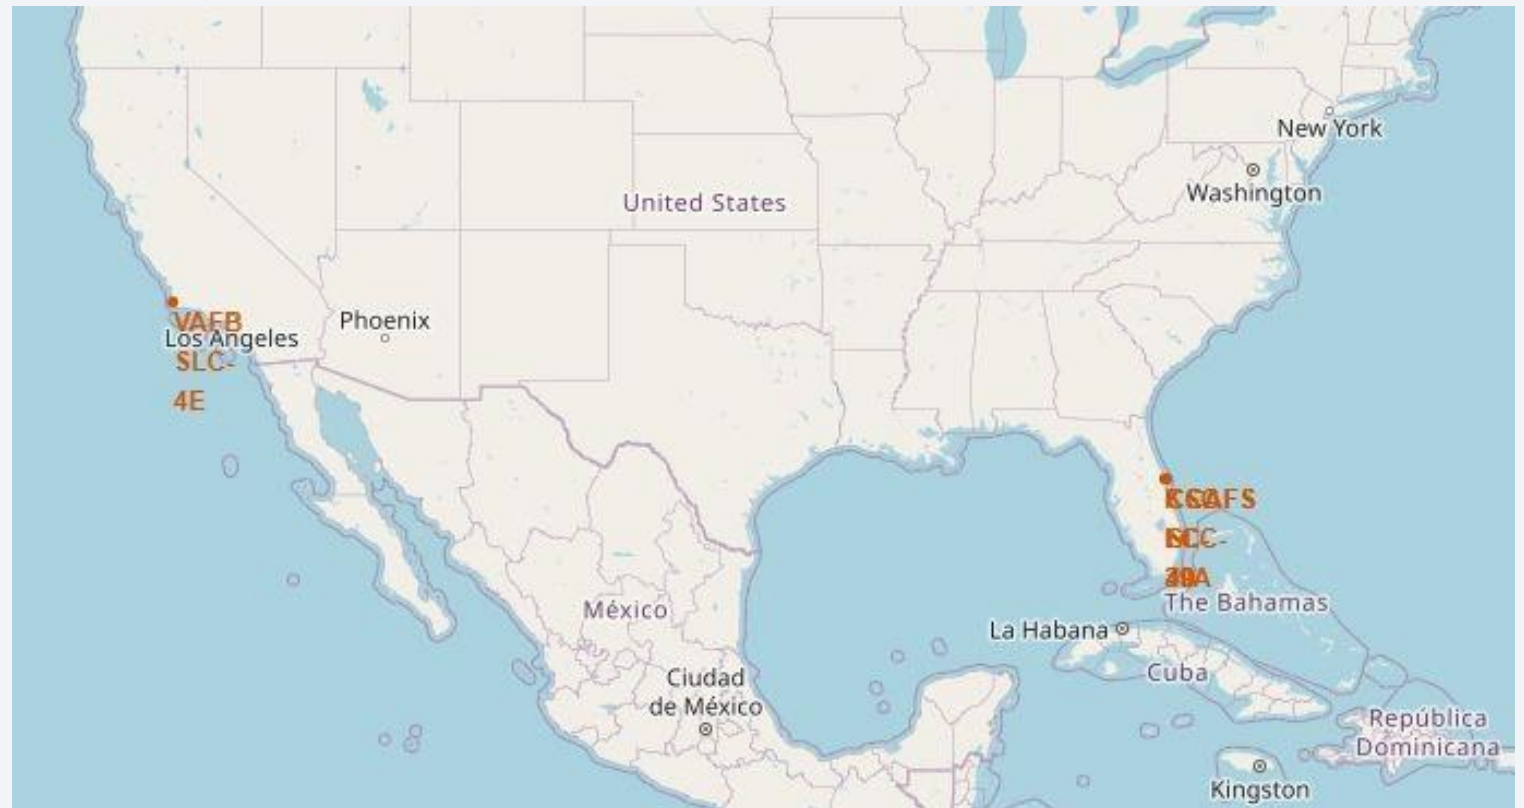 New York
Washington
United States
Phoenix
VAFB
Los Angeles
SLC-
4E
The Bahamas
México
La Habana
Cuba
Ciudad
de México
República
Dominicana
Kingston